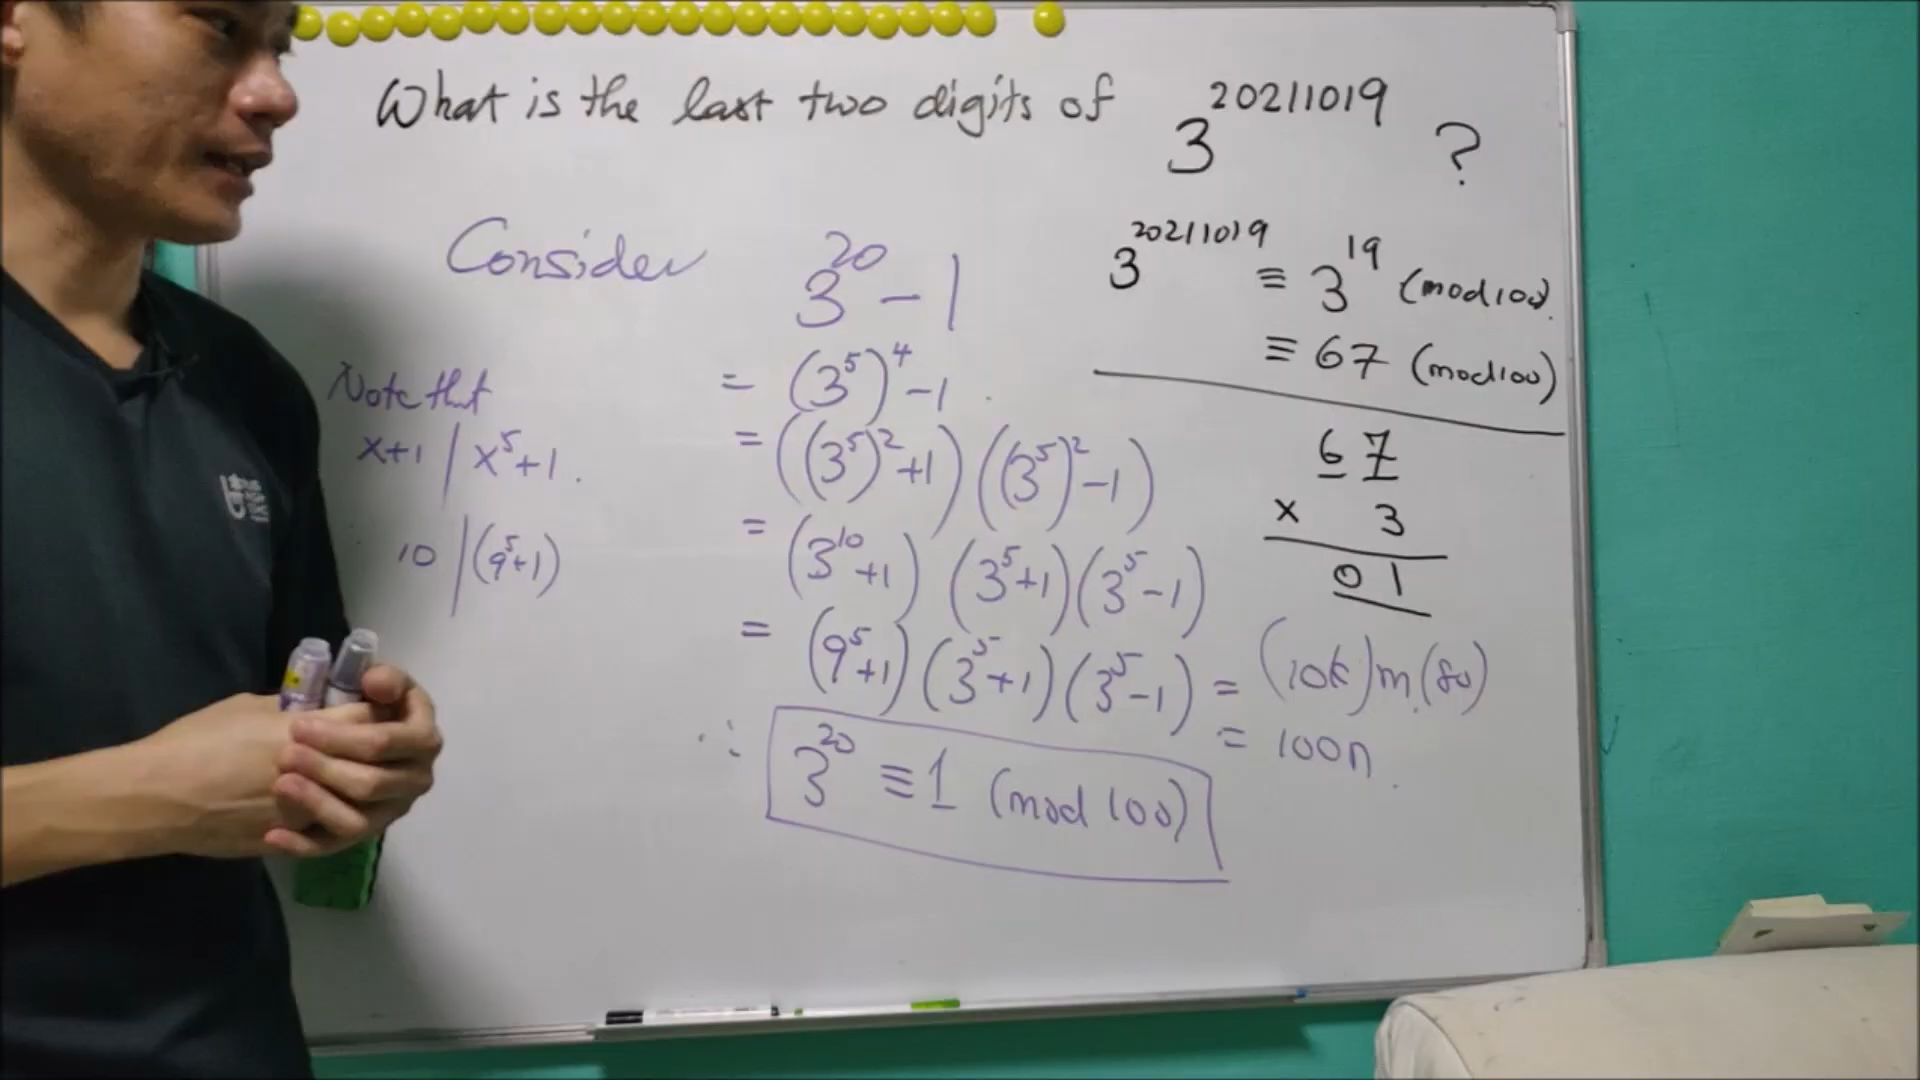 What is the last two digits of 3^20211019 ?
Consider 3^20 - 1
= (3^5)^4 - 1
= ((3^5)^2 + 1) ((3^5)^2 - 1)
= (3^10 + 1) (3^5 + 1) (3^5 - 1)
= (9^5 + 1) (3^5 + 1) (3^5 - 1) = (10k) m (80)
= 100n
∴ 3^20 ≡ 1 (mod 100)
Note that
x+1 | x^5+1.
10 | (9^5+1)
3^20211019 ≡ 3^19 (mod 100).
≡ 67 (mod 100)
67
× 3
01